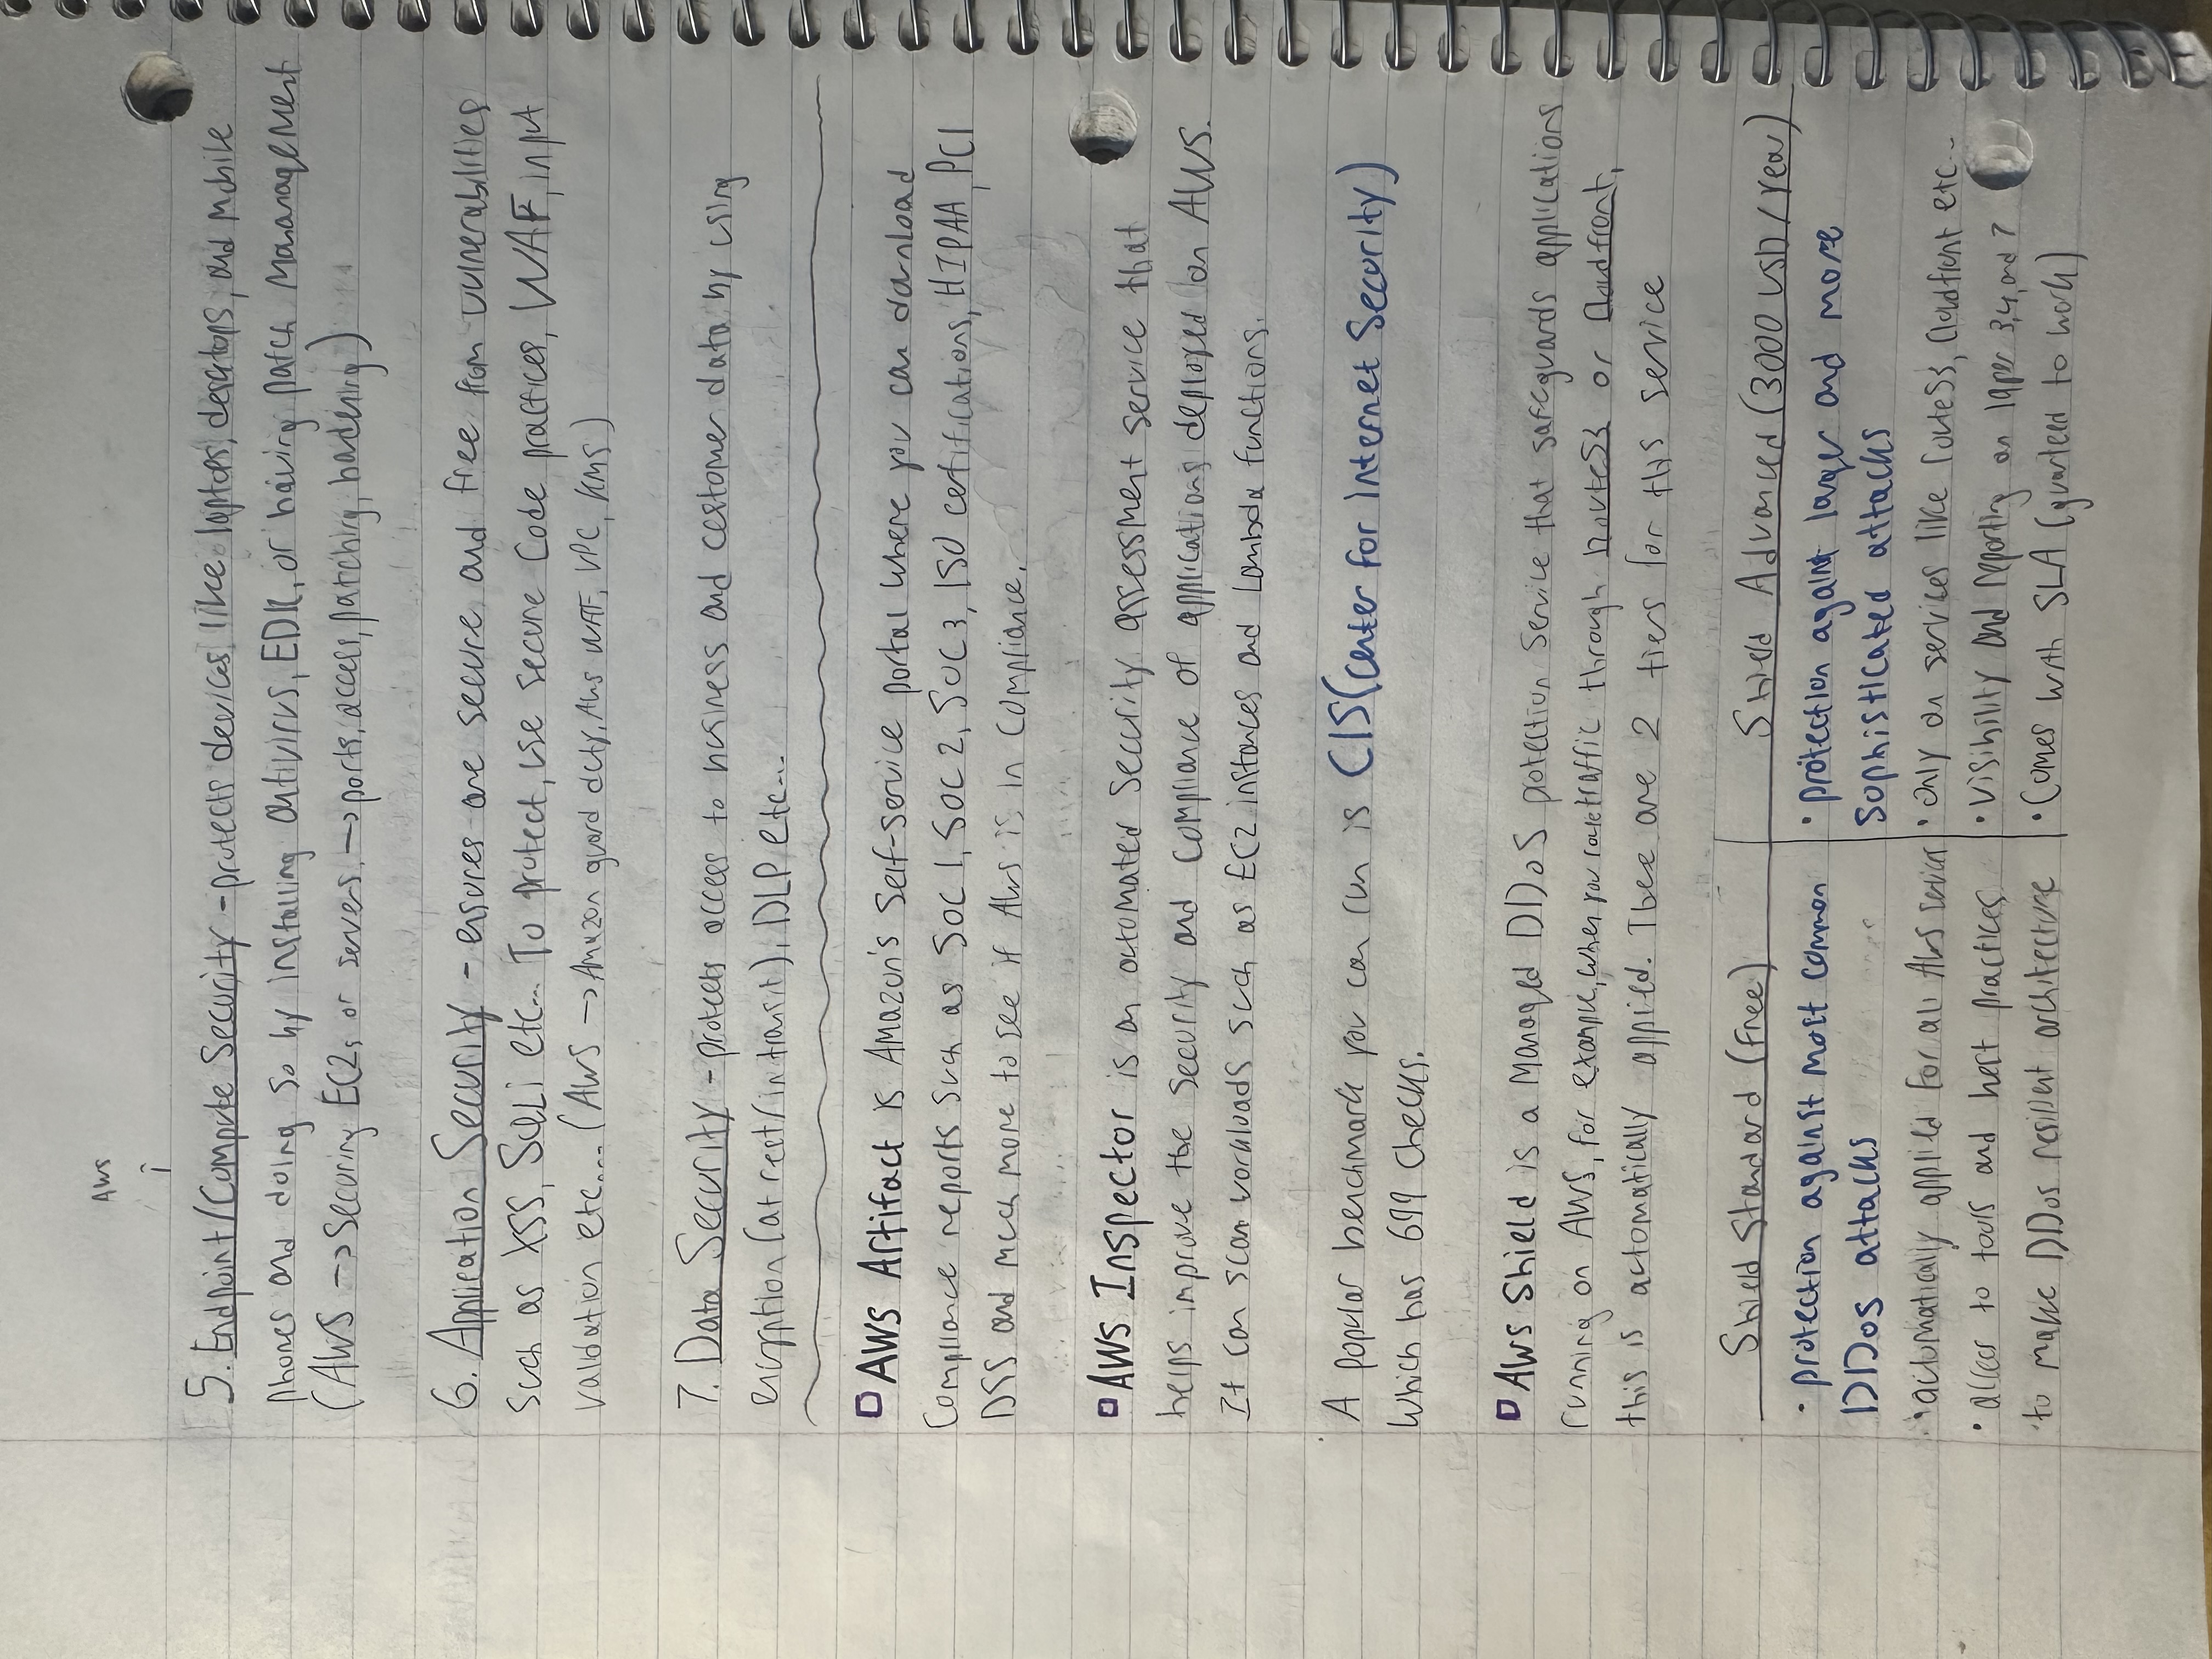 AWS
↑
5. Endpoint/Compute Security - protects devices like laptops, desktops, and mobile
phones and doing so by installing antivirus, EDR, or having patch Mananagement
(AWS → securing EC2s or servers → ports, access, patching, hardening)
6. Application Security - ensures are secure and free from vulnerabilities
such as XSS, SQLi etc... To protect, use secure code practices, WAF, input
validation etc.... (AWS → Amazon guard duty, AWS WAF, VPC, KMS)
7. Data Security - protects access to business and customer data by using
encryption (at rest/in transit), DLP etc...
AWS Artifact is Amazon's self-service portal where you can download
compliance reports such as SOC 1, SOC 2, SOC 3, ISO certifications, HIPAA, PCI
DSS and much more to see if AWS is in compliance.
AWS Inspector is an automated security assessment service that
helps improve the security and compliance of applications deployed on AWS.
It can scan workloads such as EC2 instances and Lambda functions.
A popular benchmark you can run is CIS (Center for Internet Security)
which has 699 checks.
AWS Shield is a managed DDoS protection service that safeguards applications
running on AWS, for example, when you route traffic through Route53 or Cloudfront,
this is automatically applied. There are 2 tiers for this service
Shield Standard (free)
• protection against most common
DDos attacks
• automatically applied for all AWS services
• access to tools and best practices
to make DDos resilient architecture
Shield Advanced (3000 USD / Year)
• protection against larger and more
sophisticated attacks
• only on services like route53, Cloudfront etc...
• visibility and reporting on layer 3,4, and 7
• Comes with SLA (guranteed to work)